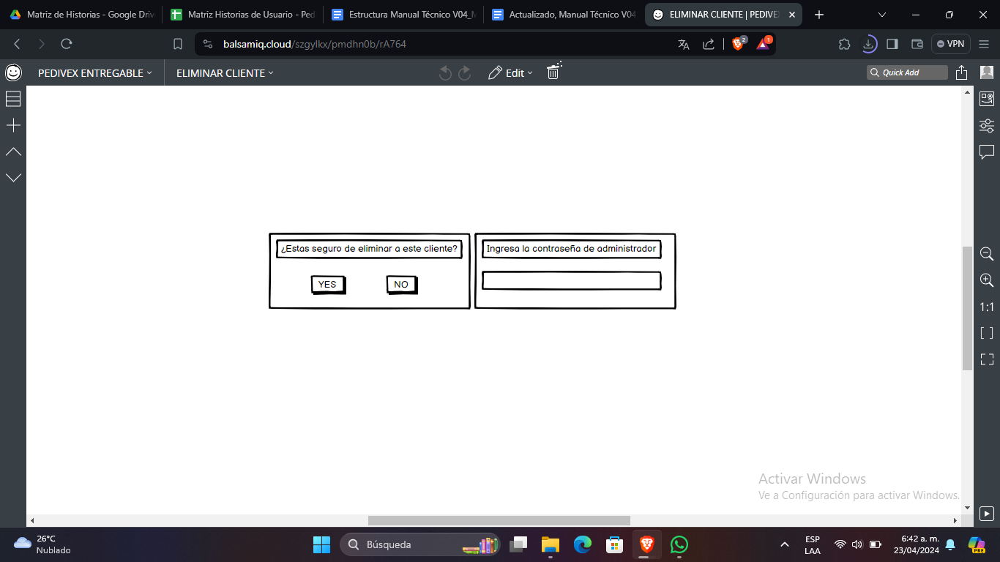 Matriz de Historias - Google Driv
Matriz Historias de Usuario - Ped
Estructura Manual Técnico V04_M
Actualizado, Manual Técnico V04
ELIMINAR CLIENTE | PEDIVE
balsamiq.cloud/szgylkx/pmdhn0b/rA764
2
1
VPN
PEDIVEX ENTREGABLE
ELIMINAR CLIENTE
Edit
Quick Add
¿Estas seguro de eliminar a este cliente?
YES
NO
Ingresa la contraseña de administrador
1:1
Activar Windows
Ve a Configuración para activar Windows.
26°C
Nublado
Búsqueda
ESP
LAA
6:42 a. m.
23/04/2024
PRE